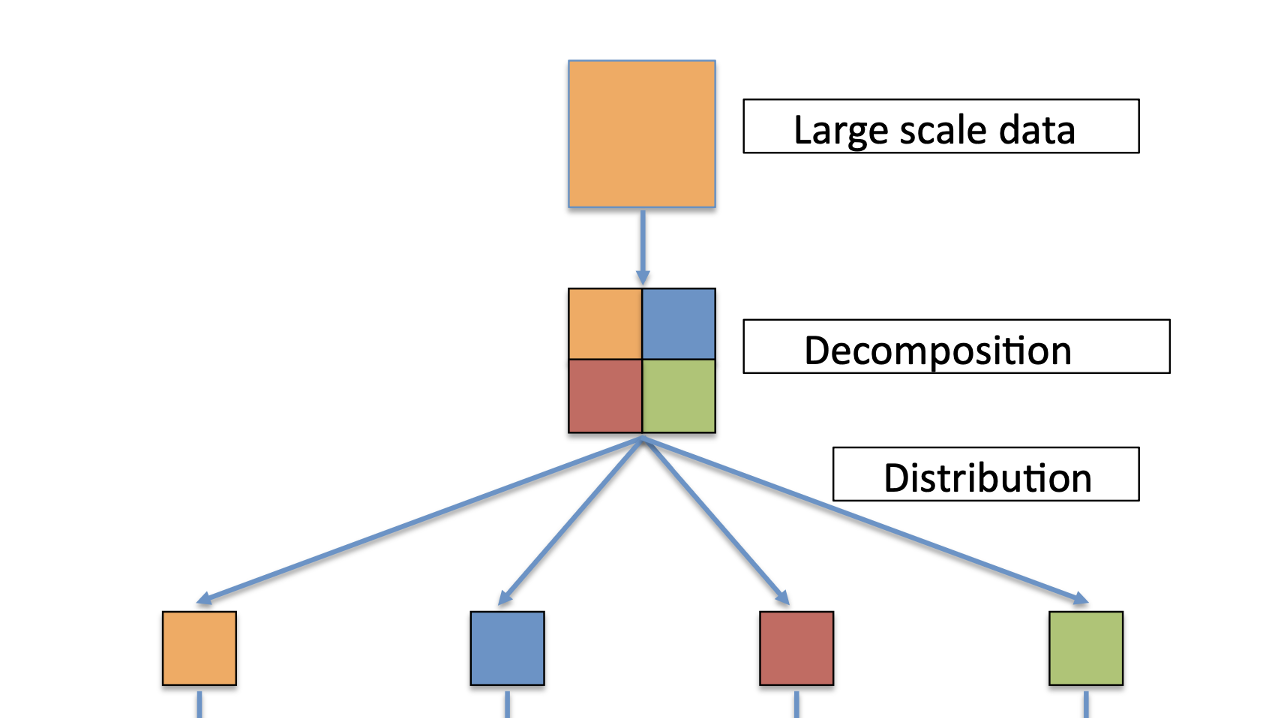 Large scale data
Decomposition
Distribution